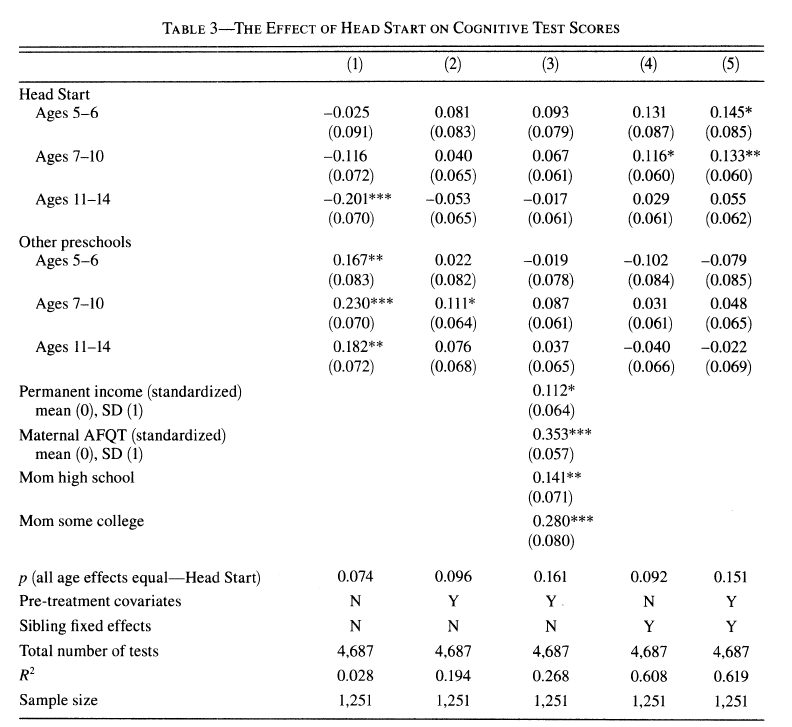 TABLE 3—THE EFFECT OF HEAD START ON COGNITIVE TEST SCORES
(1) (2) (3) (4) (5)
Head Start
Ages 5–6 −0.025 0.081 0.093 0.131 0.145*
(0.091) (0.083) (0.079) (0.087) (0.085)
Ages 7–10 −0.116 0.040 0.067 0.116* 0.133**
(0.072) (0.065) (0.061) (0.060) (0.060)
Ages 11–14 −0.201*** −0.053 −0.017 0.029 0.055
(0.070) (0.065) (0.061) (0.061) (0.062)
Other preschools
Ages 5–6 0.167** 0.022 −0.019 −0.102 −0.079
(0.083) (0.082) (0.078) (0.084) (0.085)
Ages 7–10 0.230*** 0.111* 0.087 0.031 0.048
(0.070) (0.064) (0.061) (0.061) (0.065)
Ages 11–14 0.182** 0.076 0.037 −0.040 −0.022
(0.072) (0.068) (0.065) (0.066) (0.069)
Permanent income (standardized) 0.112*
mean (0), SD (1) (0.064)
Maternal AFQT (standardized) 0.353***
mean (0), SD (1) (0.057)
Mom high school 0.141**
(0.071)
Mom some college 0.280***
(0.080)
p (all age effects equal—Head Start) 0.074 0.096 0.161 0.092 0.151
Pre-treatment covariates N Y Y N Y
Sibling fixed effects N N N Y Y
Total number of tests 4,687 4,687 4,687 4,687 4,687
R² 0.028 0.194 0.268 0.608 0.619
Sample size 1,251 1,251 1,251 1,251 1,251